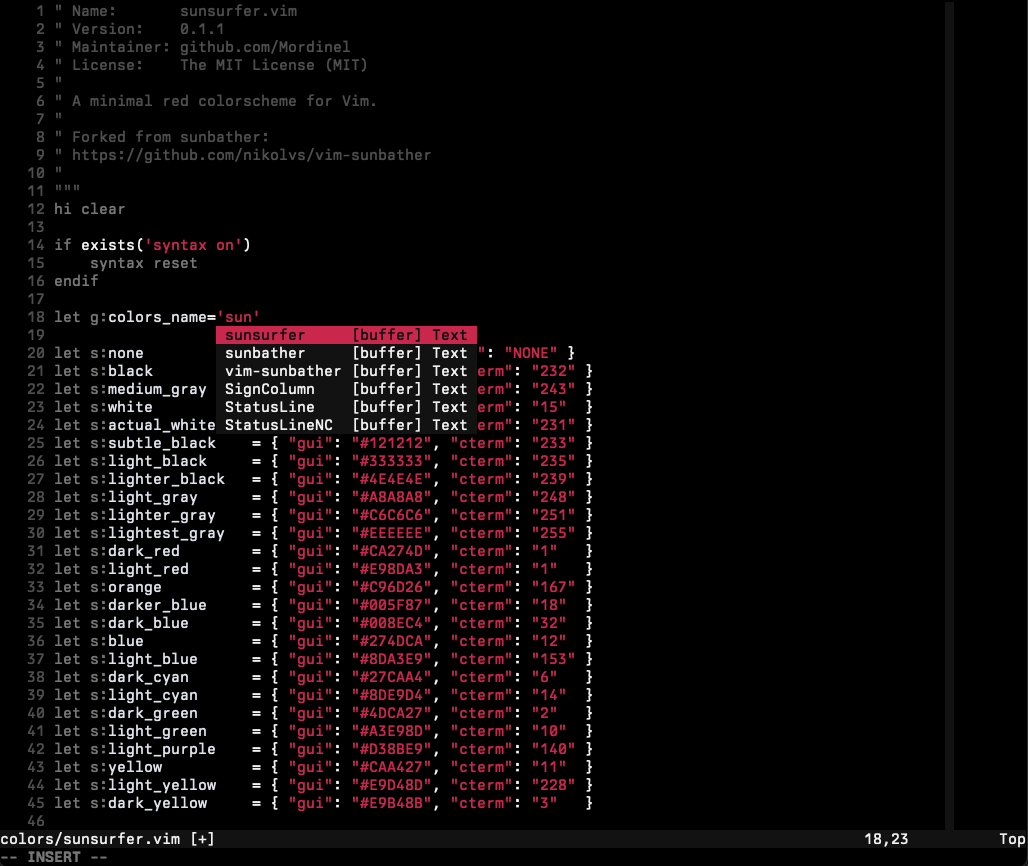 1 " Name:       sunsurfer.vim
2 " Version:    0.1.1
3 " Maintainer: github.com/Mordinel
4 " License:    The MIT License (MIT)
5 "
6 " A minimal red colorscheme for Vim.
7 "
8 " Forked from sunbather:
9 " https://github.com/nikolvs/vim-sunbather
10 "
11 """
12 hi clear
13
14 if exists('syntax on')
15     syntax reset
16 endif
17
18 let g:colors_name='sun'
19                    sunsurfer     [buffer] Text
20 let s:none         sunbather     [buffer] Text ": "NONE" }
21 let s:black        vim-sunbather [buffer] Text erm": "232" }
22 let s:medium_gray  SignColumn    [buffer] Text erm": "243" }
23 let s:white        StatusLine    [buffer] Text erm": "15"  }
24 let s:actual_white StatusLineNC  [buffer] Text erm": "231" }
25 let s:subtle_black    = { "gui": "#121212", "cterm": "233" }
26 let s:light_black     = { "gui": "#333333", "cterm": "235" }
27 let s:lighter_black   = { "gui": "#4E4E4E", "cterm": "239" }
28 let s:light_gray      = { "gui": "#A8A8A8", "cterm": "248" }
29 let s:lighter_gray    = { "gui": "#C6C6C6", "cterm": "251" }
30 let s:lightest_gray   = { "gui": "#EEEEEE", "cterm": "255" }
31 let s:dark_red        = { "gui": "#CA274D", "cterm": "1"   }
32 let s:light_red       = { "gui": "#E98DA3", "cterm": "1"   }
33 let s:orange          = { "gui": "#C96D26", "cterm": "167" }
34 let s:darker_blue     = { "gui": "#005F87", "cterm": "18"  }
35 let s:dark_blue       = { "gui": "#008EC4", "cterm": "32"  }
36 let s:blue            = { "gui": "#274DCA", "cterm": "12"  }
37 let s:light_blue      = { "gui": "#8DA3E9", "cterm": "153" }
38 let s:dark_cyan       = { "gui": "#27CAA4", "cterm": "6"   }
39 let s:light_cyan      = { "gui": "#8DE9D4", "cterm": "14"  }
40 let s:dark_green      = { "gui": "#4DCA27", "cterm": "2"   }
41 let s:light_green     = { "gui": "#A3E98D", "cterm": "10"  }
42 let s:light_purple    = { "gui": "#D38BE9", "cterm": "140" }
43 let s:yellow          = { "gui": "#CAA427", "cterm": "11"  }
44 let s:light_yellow    = { "gui": "#E9D48D", "cterm": "228" }
45 let s:dark_yellow     = { "gui": "#E9B48B", "cterm": "3"   }
46
colors/sunsurfer.vim [+] 18,23 Top
-- INSERT --